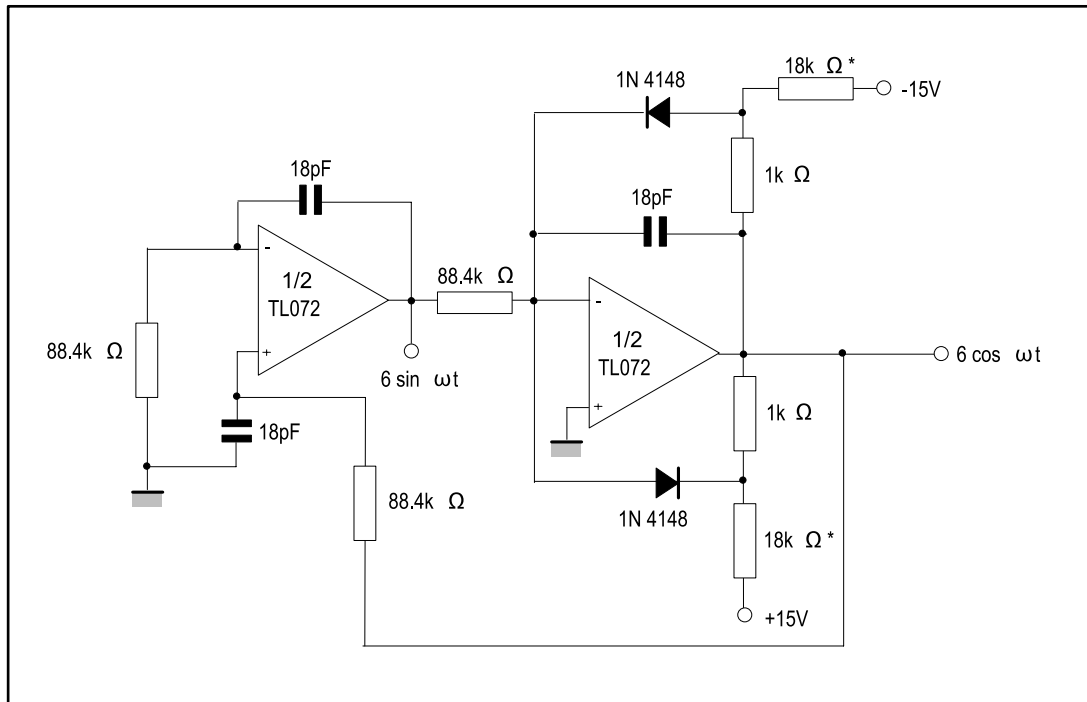 18k Ω *
1N 4148
-15V
1k Ω
18pF
18pF
-
88.4k Ω
-
1/2
TL072
1/2
TL072
88.4k Ω
+
6 sin ωt
6 cos ωt
+
1k Ω
18pF
88.4k Ω
1N 4148
18k Ω *
+15V